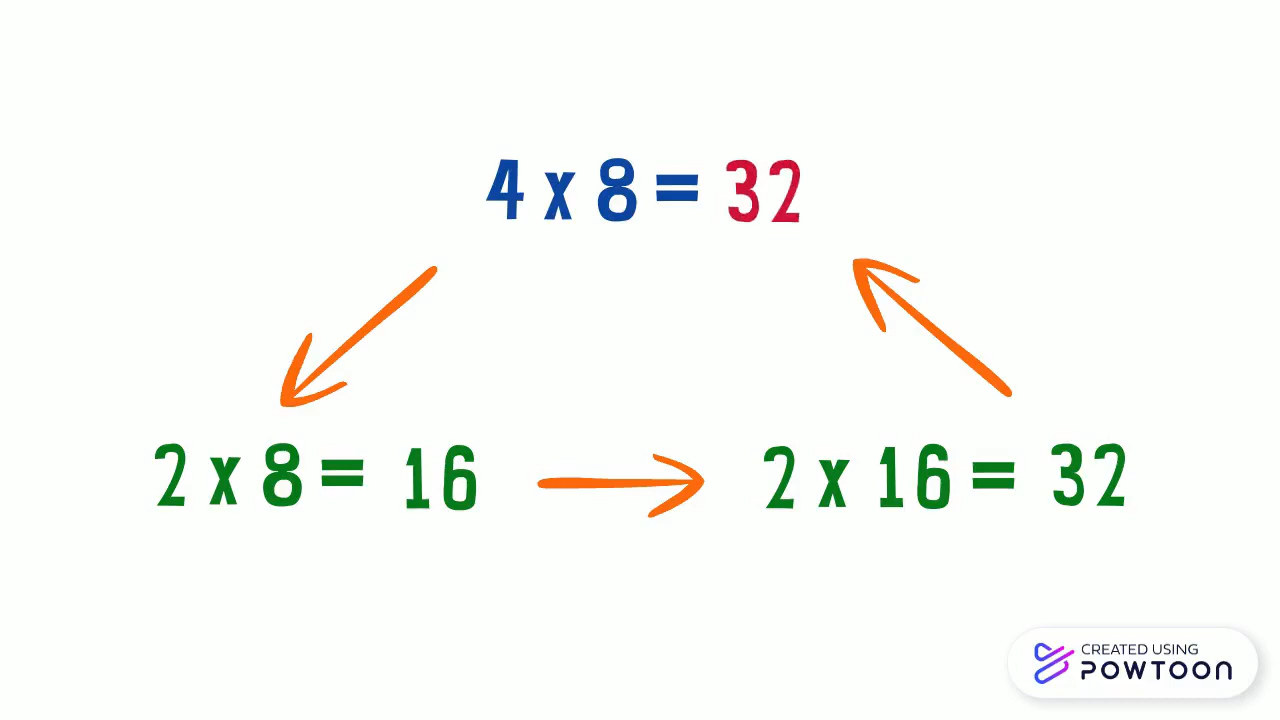 4 x 8 = 32
2 x 8 = 16
2 x 16 = 32
CREATED USING
POWTOON